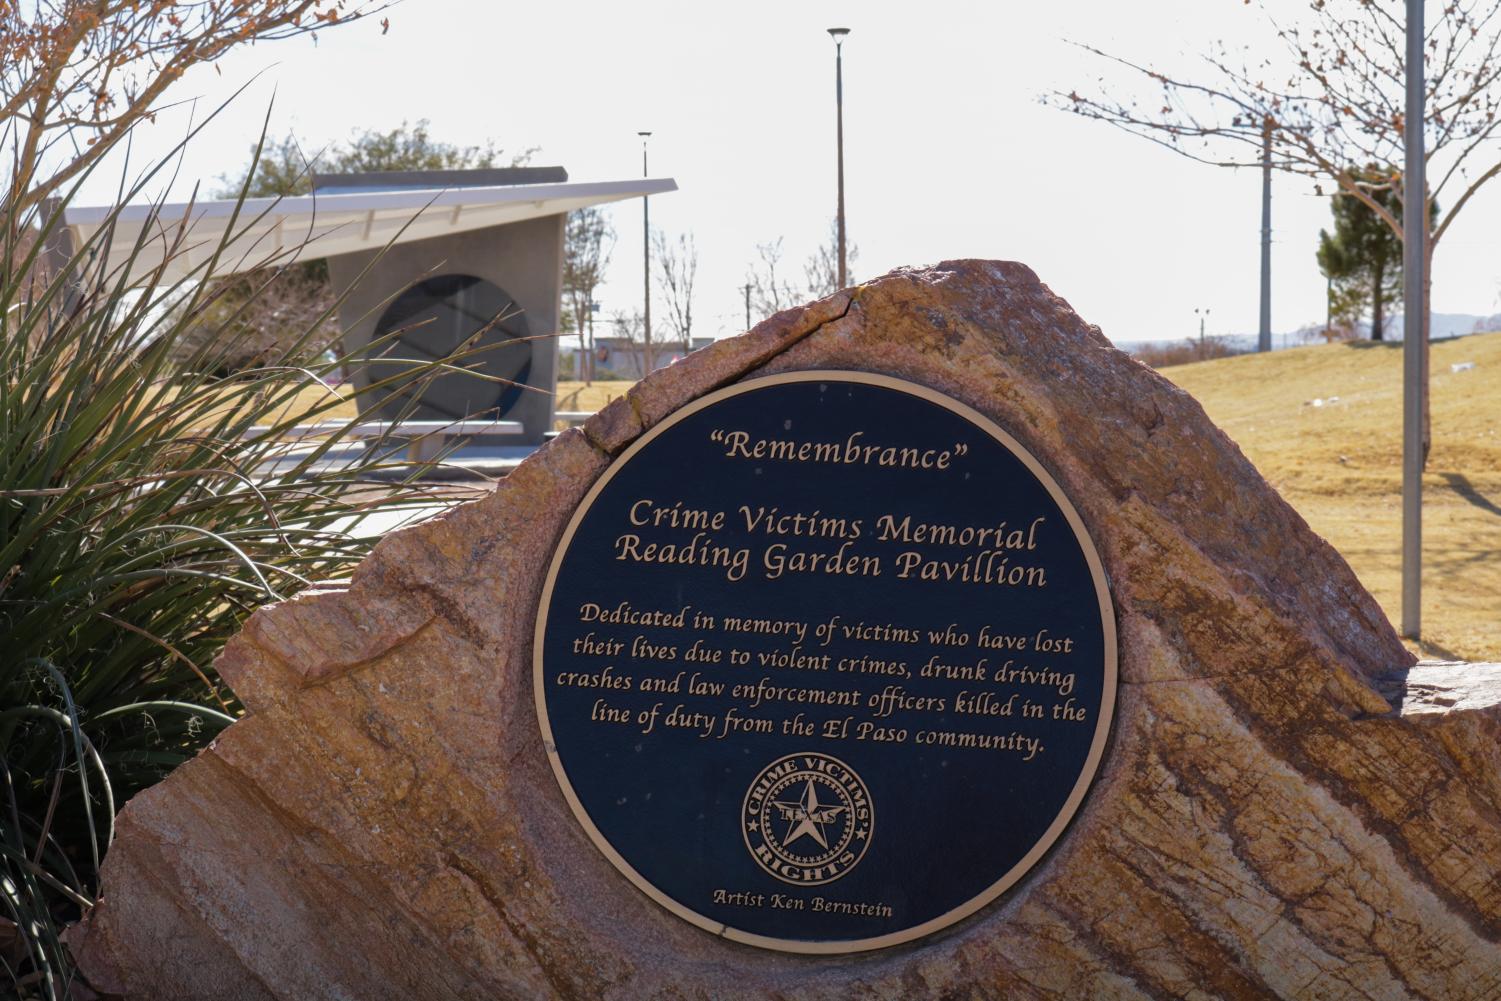 “Remembrance”
Crime Victims Memorial
Reading Garden Pavillion
Dedicated in memory of victims who have lost
their lives due to violent crimes, drunk driving
crashes and law enforcement officers killed in the
line of duty from the El Paso community.
CRIME VICTIMS
TEXAS
RIGHTS
Artist Ken Bernstein